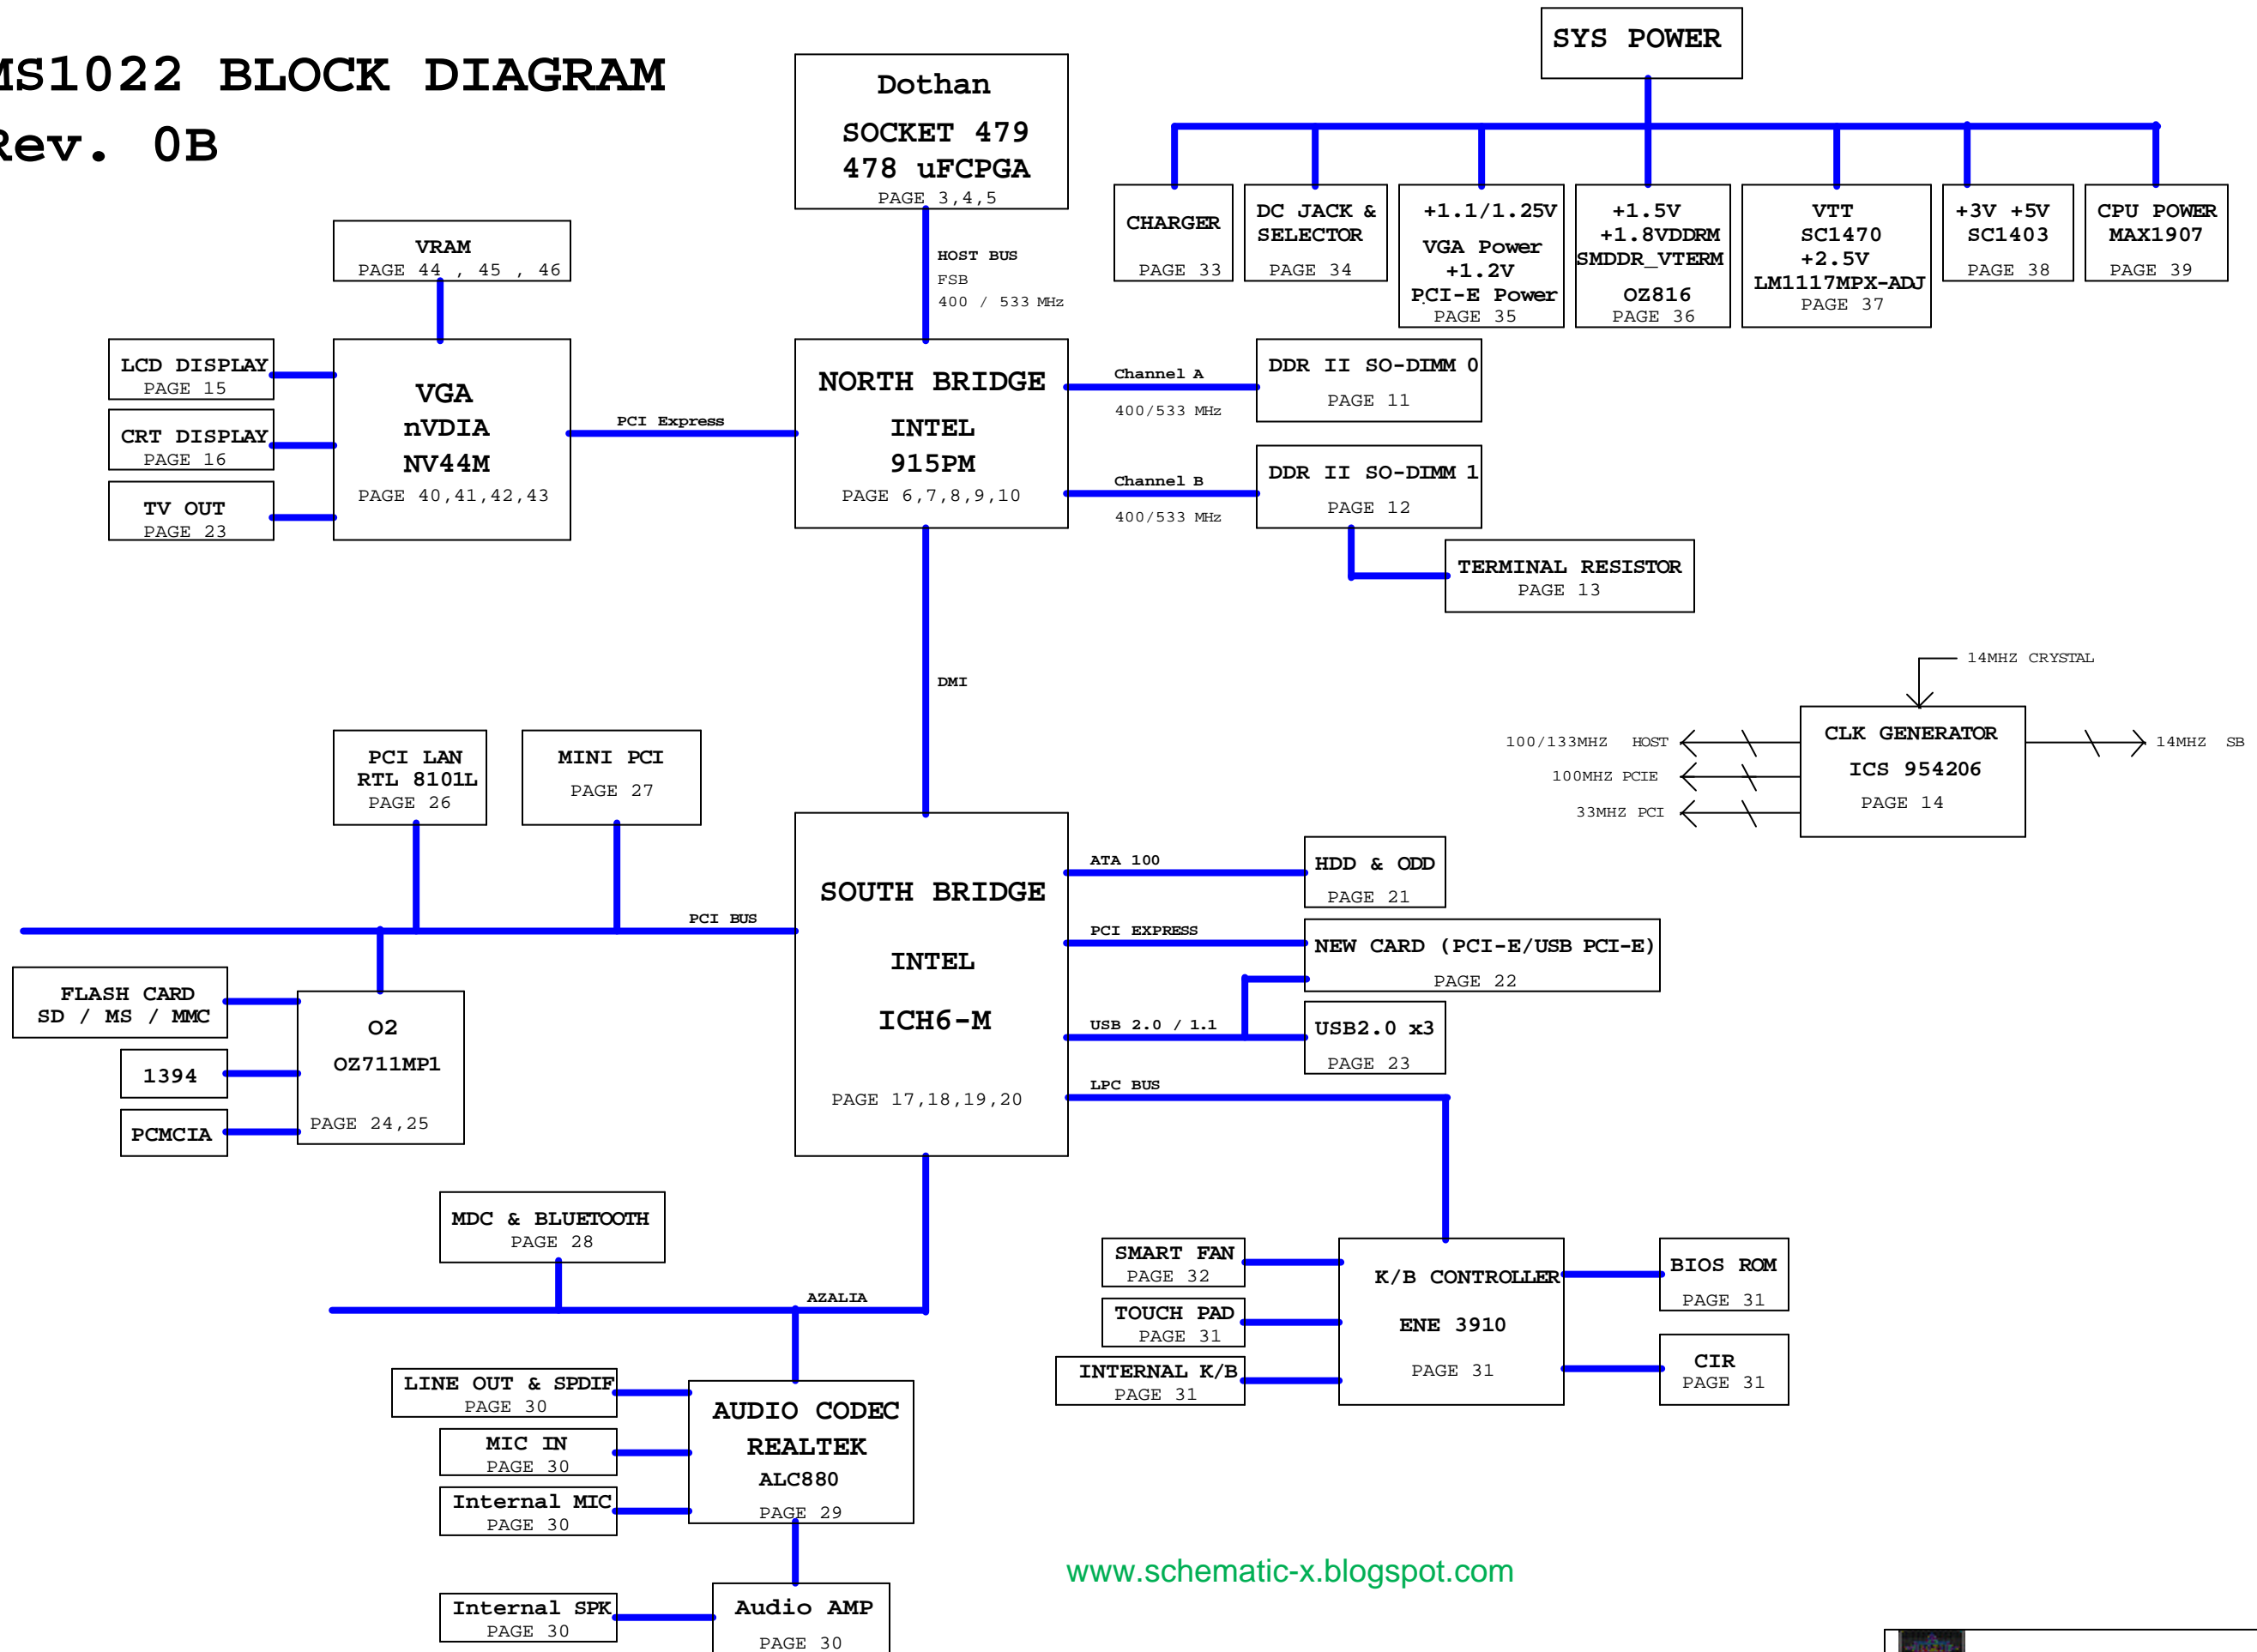 MS1022 BLOCK DIAGRAM
Rev. 0B
Dothan
SOCKET 479
478 uFCPGA
PAGE 3,4,5
SYS POWER
CHARGER
PAGE 33
DC JACK &
SELECTOR
PAGE 34
+1.1/1.25V
VGA Power
+1.2V
PCI-E Power
PAGE 35
+1.5V
+1.8VDDRM
SMDDR_VTERM
OZ816
PAGE 36
VTT
SC1470
+2.5V
LM1117MPX-ADJ
PAGE 37
+3V +5V
SC1403
PAGE 38
CPU POWER
MAX1907
PAGE 39
VRAM
PAGE 44 , 45 , 46
HOST BUS
FSB
400 / 533 MHz
LCD DISPLAY
PAGE 15
CRT DISPLAY
PAGE 16
TV OUT
PAGE 23
VGA
nVDIA
NV44M
PAGE 40,41,42,43
PCI Express
NORTH BRIDGE
INTEL
915PM
PAGE 6,7,8,9,10
Channel A
400/533 MHz
DDR II SO-DIMM 0
PAGE 11
Channel B
400/533 MHz
DDR II SO-DIMM 1
PAGE 12
TERMINAL RESISTOR
PAGE 13
DMI
14MHZ CRYSTAL
CLK GENERATOR
ICS 954206
PAGE 14
100/133MHZ HOST
100MHZ PCIE
33MHZ PCI
14MHZ SB
PCI LAN
RTL 8101L
PAGE 26
MINI PCI
PAGE 27
PCI BUS
SOUTH BRIDGE
INTEL
ICH6-M
PAGE 17,18,19,20
ATA 100
HDD & ODD
PAGE 21
PCI EXPRESS
NEW CARD (PCI-E/USB PCI-E)
PAGE 22
USB 2.0 / 1.1
USB2.0 x3
PAGE 23
LPC BUS
FLASH CARD
SD / MS / MMC
1394
PCMCIA
O2
OZ711MP1
PAGE 24,25
MDC & BLUETOOTH
PAGE 28
AZALIA
SMART FAN
PAGE 32
TOUCH PAD
PAGE 31
INTERNAL K/B
PAGE 31
K/B CONTROLLER
ENE 3910
PAGE 31
BIOS ROM
PAGE 31
CIR
PAGE 31
LINE OUT & SPDIF
PAGE 30
MIC IN
PAGE 30
Internal MIC
PAGE 30
AUDIO CODEC
REALTEK
ALC880
PAGE 29
Internal SPK
PAGE 30
Audio AMP
PAGE 30
www.schematic-x.blogspot.com